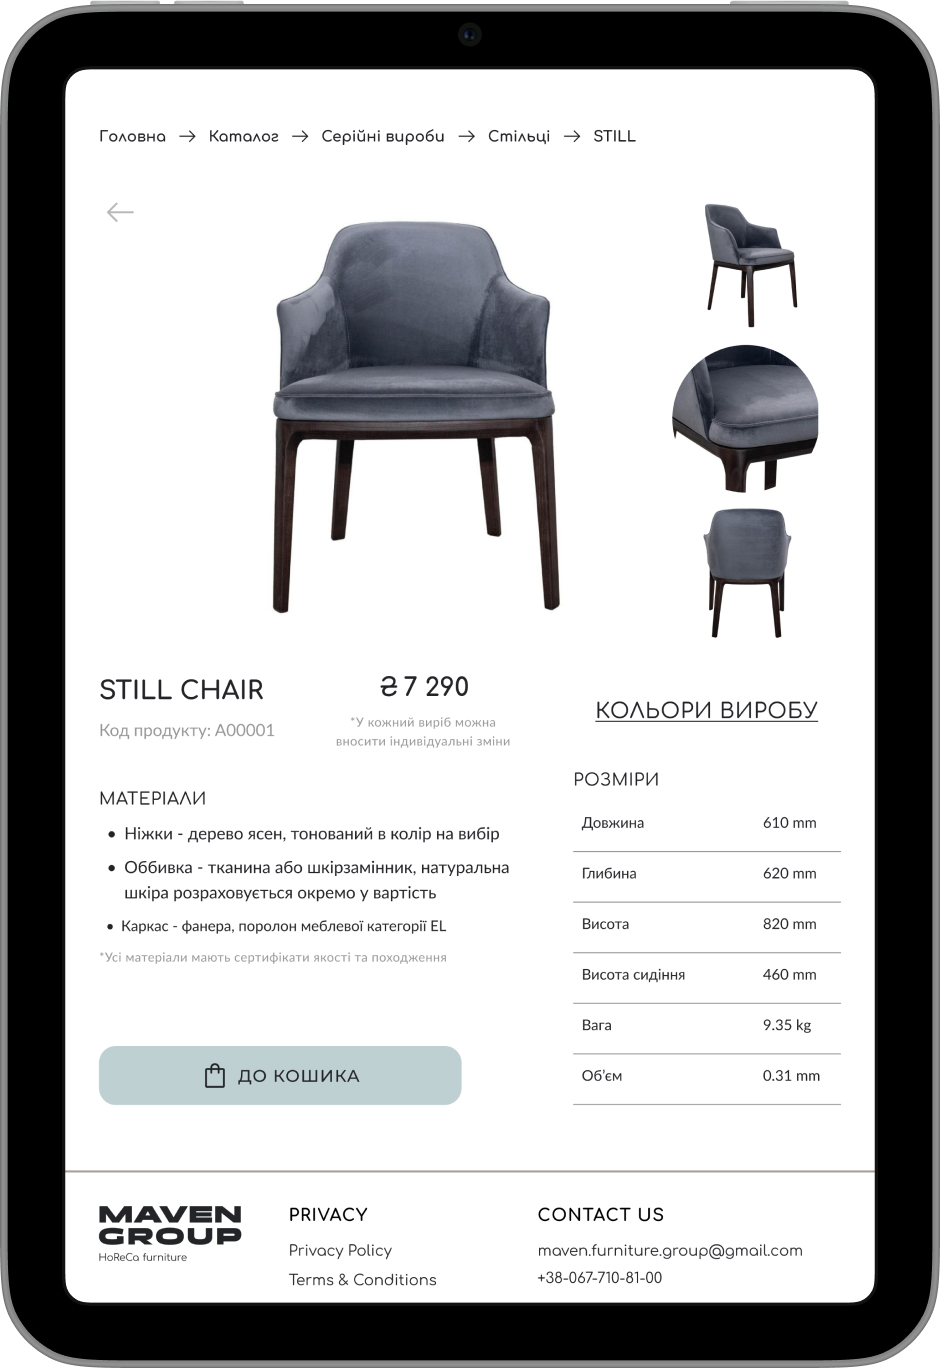 Головна → Каталог → Серійні вироби → Стільці → STILL
STILL CHAIR
Код продукту: A00001
₴ 7 290
*У кожний виріб можна
вносити індивідуальні зміни
МАТЕРІАЛИ
• Ніжки - дерево ясен, тонований в колір на вибір
• Оббивка - тканина або шкірзамінник, натуральна
шкіра розраховується окремо у вартість
• Каркас - фанера, поролон меблевої категорії EL
*Усі матеріали мають сертифікати якості та походження
ДО КОШИКА
КОЛЬОРИ ВИРОБУ
РОЗМІРИ
Довжина 610 mm
Глибина 620 mm
Висота 820 mm
Висота сидіння 460 mm
Вага 9.35 kg
Об’єм 0.31 mm
MAVEN
GROUP
HoReCa furniture
PRIVACY
Privacy Policy
Terms & Conditions
CONTACT US
maven.furniture.group@gmail.com
+38-067-710-81-00